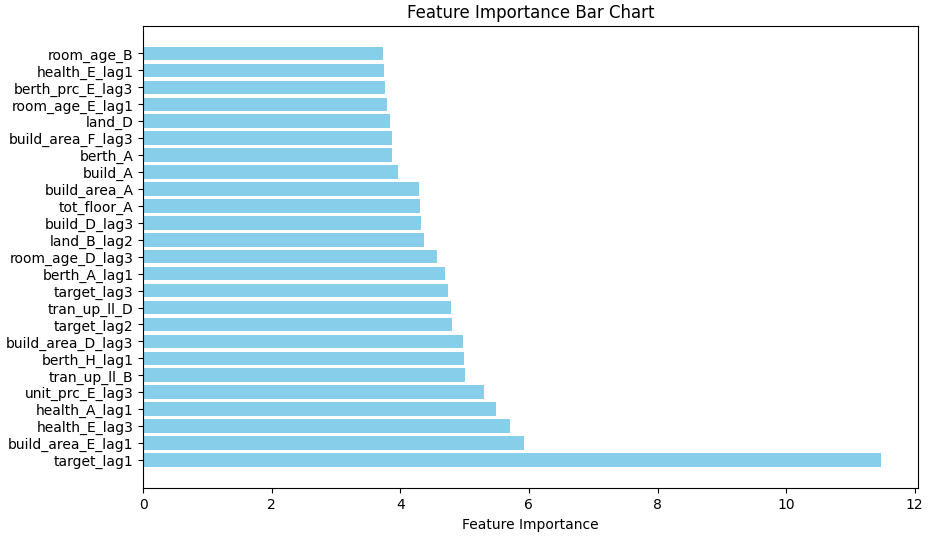 Feature Importance Bar Chart
room_age_B
health_E_lag1
berth_prc_E_lag3
room_age_E_lag1
land_D
build_area_F_lag3
berth_A
build_A
build_area_A
tot_floor_A
build_D_lag3
land_B_lag2
room_age_D_lag3
berth_A_lag1
target_lag3
tran_up_ll_D
target_lag2
build_area_D_lag3
berth_H_lag1
tran_up_ll_B
unit_prc_E_lag3
health_A_lag1
health_E_lag3
build_area_E_lag1
target_lag1
0 2 4 6 8 10 12
Feature Importance